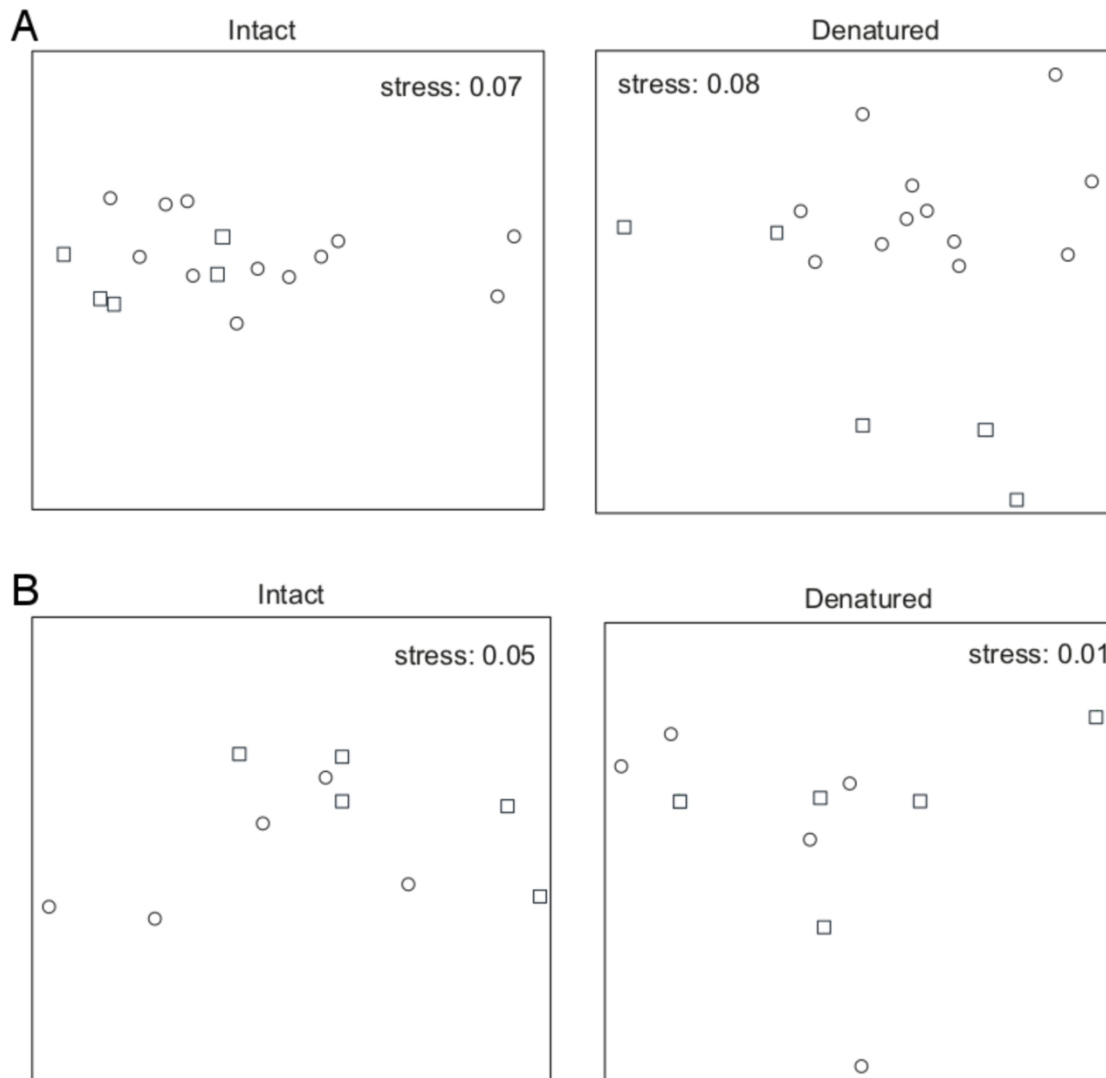 A
Intact
Denatured
stress: 0.07
stress: 0.08
B
Intact
Denatured
stress: 0.05
stress: 0.01